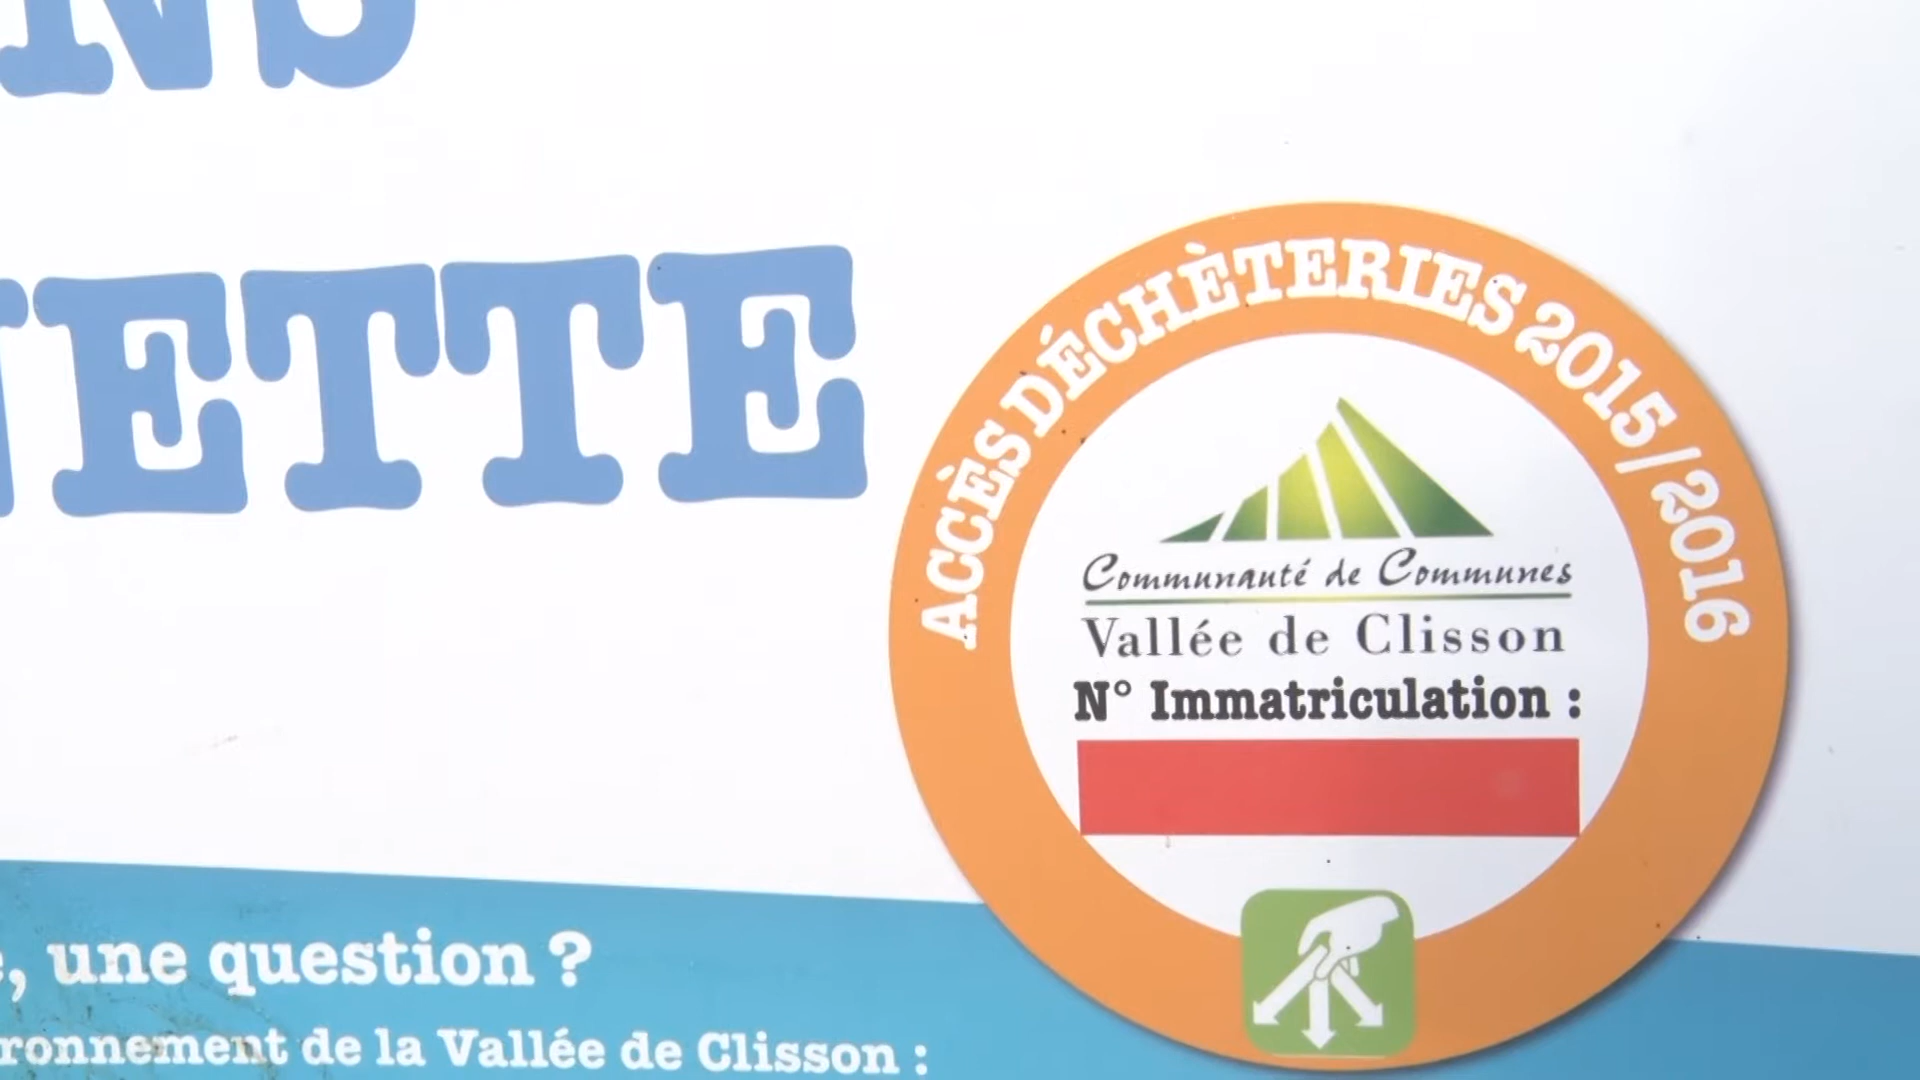 NS
ETTE
ACCÈS DÉCHÈTERIES 2015/2016
Communauté de Communes
Vallée de Clisson
N° Immatriculation :
, une question ?
ronnement de la Vallée de Clisson :